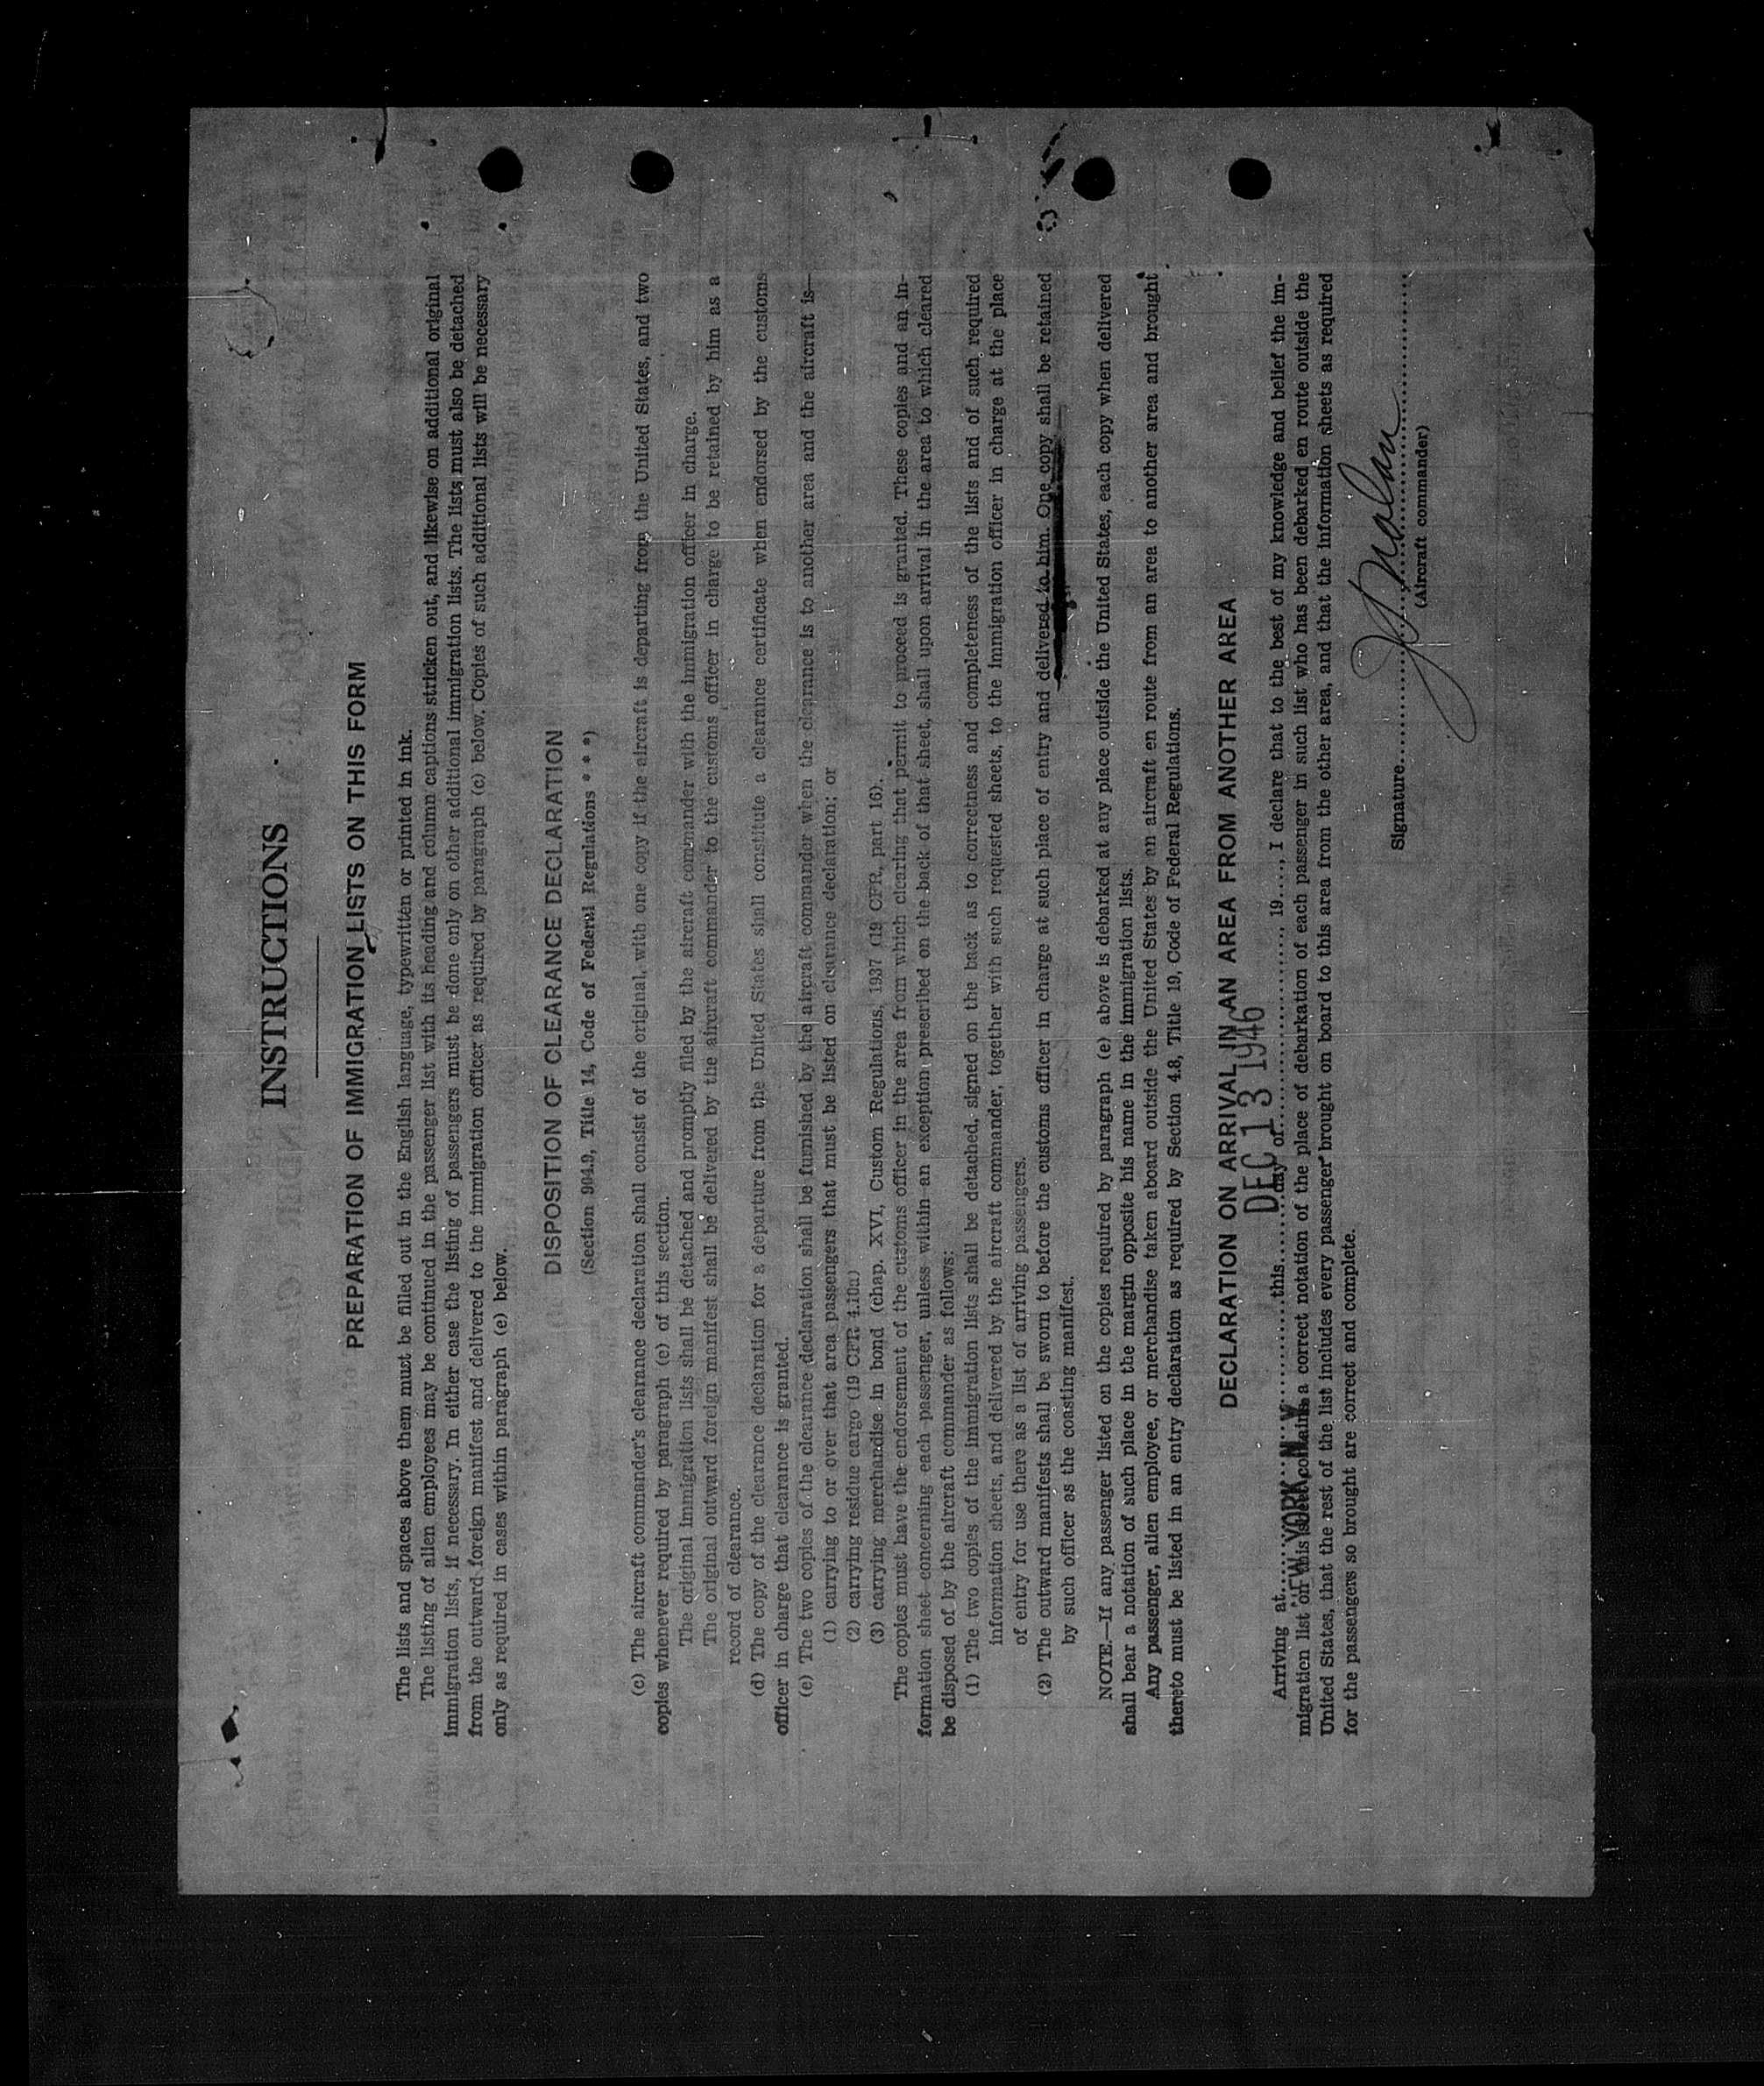 INSTRUCTIONS
PREPARATION OF IMMIGRATION LISTS ON THIS FORM
The lists and spaces above them must be filled out in the English language, typewritten or printed in ink.
The listing of alien employees may be continued in the passenger list with its heading and column captions stricken out, and likewise on additional original
immigration lists, if necessary. In either case the listing of passengers must be done only on other additional immigration lists. The lists must also be detached
from the outward foreign manifest and delivered to the immigration officer as required by paragraph (c) below. Copies of such additional lists will be necessary
only as required in cases within paragraph (e) below.
DISPOSITION OF CLEARANCE DECLARATION
(Section 904.9, Title 14, Code of Federal Regulations * * *)
(c) The aircraft commander's clearance declaration shall consist of the original, with one copy if the aircraft is departing from the United States, and two
copies whenever required by paragraph (e) of this section.
The original immigration lists shall be detached and promptly filed by the aircraft commander with the immigration officer in charge.
The original outward foreign manifest shall be delivered by the aircraft commander to the customs officer in charge to be retained by him as a
record of clearance.
(d) The copy of the clearance declaration for a departure from the United States shall constitute a clearance certificate when endorsed by the customs
officer in charge that clearance is granted.
(e) The two copies of the clearance declaration shall be furnished by the aircraft commander when the clearance is to another area and the aircraft is—
(1) carrying to or over that area passengers that must be listed on clearance declaration; or
(2) carrying residue cargo (19 CFR 4.10a)
(3) carrying merchandise in bond (chap. XVI, Custom Regulations, 1937 (19 CFR, part 16).
The copies must have the endorsement of the customs officer in the area from which clearing that permit to proceed is granted. These copies and an in-
formation sheet concerning each passenger, unless within an exception prescribed on the back of that sheet, shall upon arrival in the area to which cleared
be disposed of by the aircraft commander as follows:
(1) The two copies of the immigration lists shall be detached, signed on the back as to correctness and completeness of the lists and of such required
information sheets, and delivered by the aircraft commander, together with such requested sheets, to the immigration officer in charge at the place
of entry for use there as a list of arriving passengers.
(2) The outward manifests shall be sworn to before the customs officer in charge at such place of entry and delivered to him. One copy shall be retained
by such officer as the coasting manifest.
NOTE.—If any passenger listed on the copies required by paragraph (e) above is debarked at any place outside the United States, each copy when delivered
shall bear a notation of such place in the margin opposite his name in the immigration lists.
Any passenger, alien employee, or merchandise taken aboard outside the United States by an aircraft en route from an area to another area and brought
thereto must be listed in an entry declaration as required by Section 4.8, Title 19, Code of Federal Regulations.
DECLARATION ON ARRIVAL IN AN AREA FROM ANOTHER AREA
DEC 13 1946
Arriving at..............................this..............day of............................, 19...., I declare that to the best of my knowledge and belief the im-
NEW YORK N Y
migration list on this sheet contains a correct notation of the place of debarkation of each passenger in such list who has been debarked en route outside the
United States, that the rest of the list includes every passenger brought on board to this area from the other area, and that the information sheets as required
for the passengers so brought are correct and complete.
Signature............................................................
(Aircraft commander)